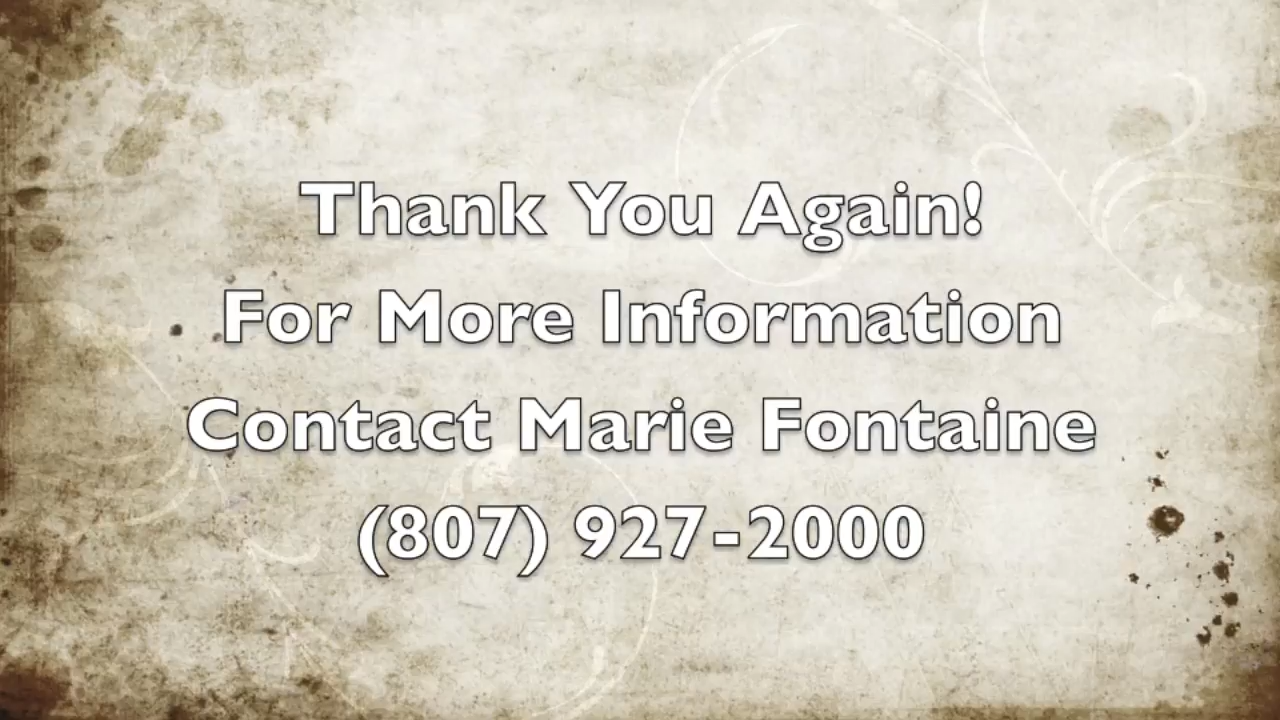 Thank You Again!
For More Information
Contact Marie Fontaine
(807) 927-2000